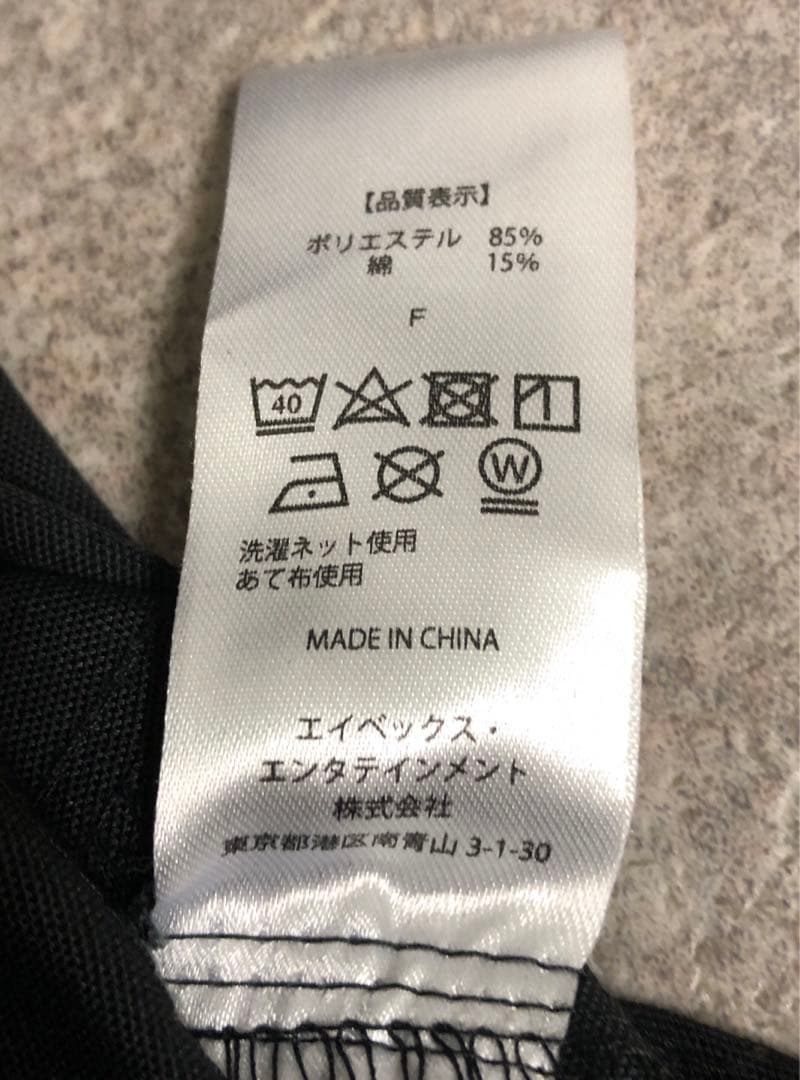 【品質表示】
ポリエステル 85%
綿 15%
F
40
W
洗濯ネット使用
あて布使用
MADE IN CHINA
エイベックス・
エンタテインメント
株式会社
東京都港区南青山 3-1-30